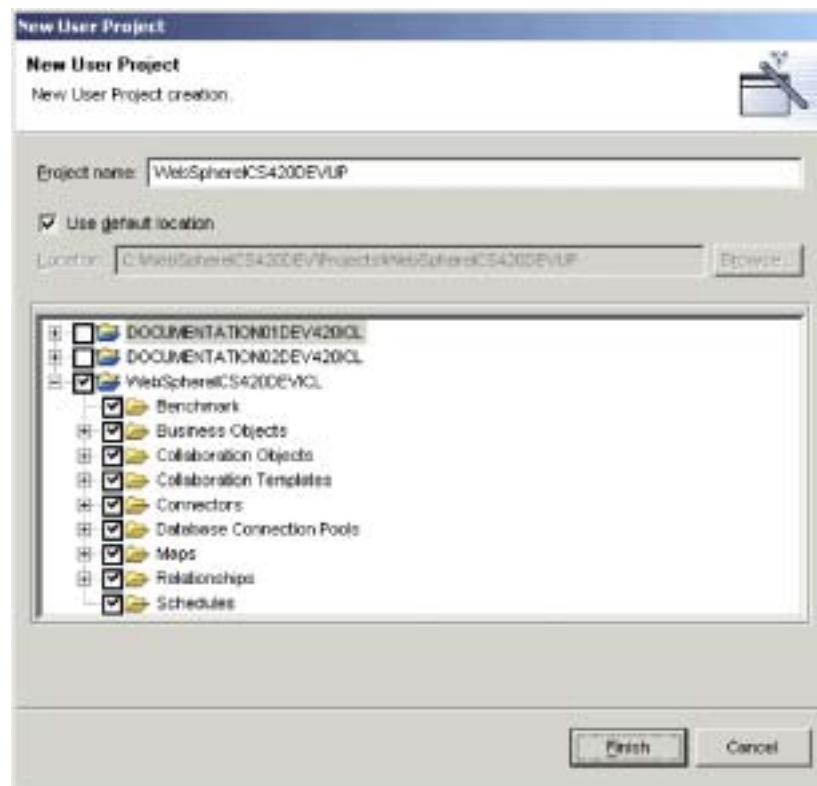 New User Project
New User Project
New User Project creation.
Project name: WebSphereICS420DEVUP
Use default location
Location: C:\WebSphereICS420DEV\Projects\WebSphereICS420DEVUP Browse...
DOCUMENTATION01DEV420ICL
DOCUMENTATION02DEV420ICL
WebSphereICS420DEVICL
Benchmark
Business Objects
Collaboration Objects
Collaboration Templates
Connectors
Database Connection Pools
Maps
Relationships
Schedules
Finish Cancel